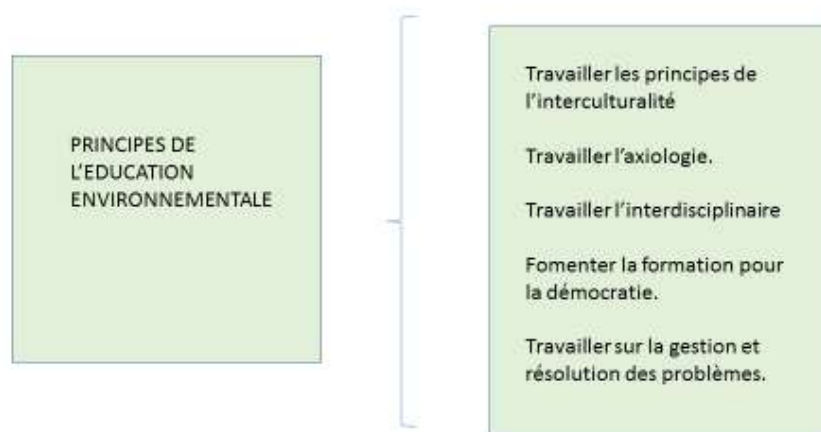 PRINCIPES DE
L'EDUCATION
ENVIRONNEMENTALE
Travailler les principes de
l'interculturalité
Travailler l'axiologie.
Travailler l'interdisciplinaire
Fomenter la formation pour
la démocratie.
Travailler sur la gestion et
résolution des problèmes.